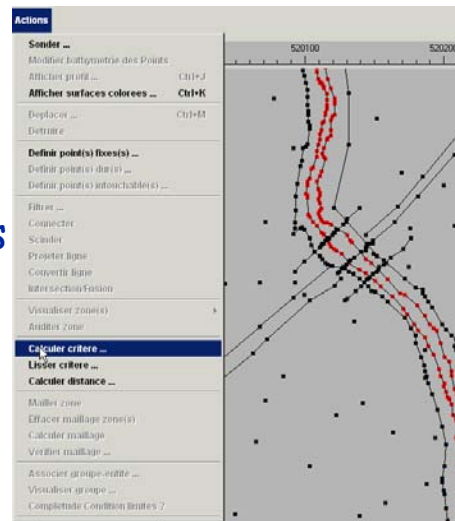 Actions
520100 52020
Sonder ...
Modifier bathymetrie des Points
Afficher profil ... Ctrl+J
Afficher surfaces colorees ... Ctrl+K
Deplacer ... Ctrl+M
Detruire
Definir point(s) fixes(s) ...
Definir point(s) dur(s) ...
Definir point(s) intouchable(s) ...
Filtrer ...
Connecter
s
Scinder
Projeter ligne
Convertir ligne
Intersection/Fusion
Visualiser zone(s)
Auditer zone
Calculer critere ...
Lisser critere ...
Calculer distance ...
Mailler zone
Effacer maillage zone(s)
Calculer maillage
Verifier maillage ...
Associer groupe-entite ...
Visualiser groupe ...
Completude Condition limites ?